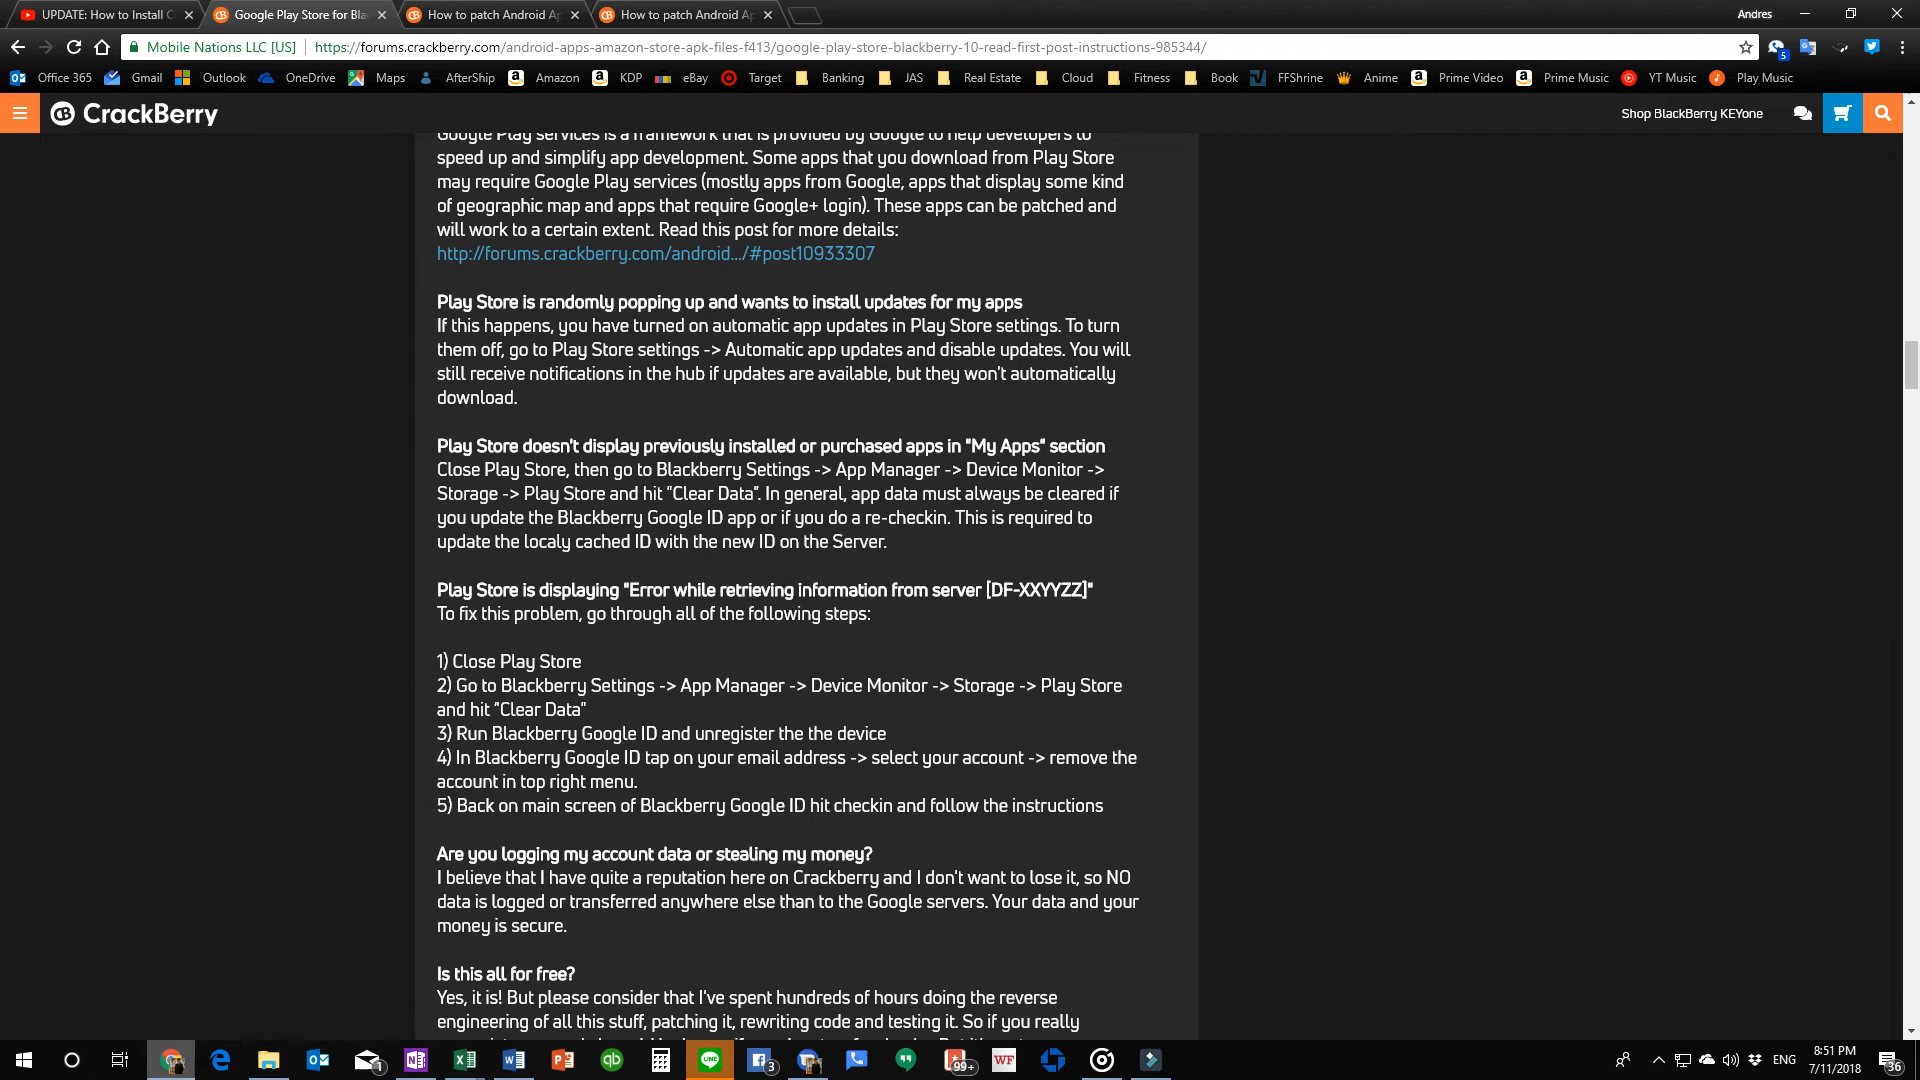 UPDATE: How to Install C
Google Play Store for Bla
How to patch Android Ap
How to patch Android Ap
Andres
Mobile Nations LLC [US]
https://forums.crackberry.com/android-apps-amazon-store-apk-files-f413/google-play-store-blackberry-10-read-first-post-instructions-985344/
5
Office 365
Gmail
Outlook
OneDrive
Maps
AfterShip
Amazon
KDP
eBay
Target
Banking
JAS
Real Estate
Cloud
Fitness
Book
FFShrine
Anime
Prime Video
Prime Music
YT Music
Play Music
CrackBerry
Shop BlackBerry KEYone
Google Play services is a framework that is provided by Google to help developers to
speed up and simplify app development. Some apps that you download from Play Store
may require Google Play services (mostly apps from Google, apps that display some kind
of geographic map and apps that require Google+ login). These apps can be patched and
will work to a certain extent. Read this post for more details:
http://forums.crackberry.com/android.../#post10933307
Play Store is randomly popping up and wants to install updates for my apps
If this happens, you have turned on automatic app updates in Play Store settings. To turn
them off, go to Play Store settings -> Automatic app updates and disable updates. You will
still receive notifications in the hub if updates are available, but they won't automatically
download.
Play Store doesn't display previously installed or purchased apps in "My Apps" section
Close Play Store, then go to Blackberry Settings -> App Manager -> Device Monitor ->
Storage -> Play Store and hit "Clear Data". In general, app data must always be cleared if
you update the Blackberry Google ID app or if you do a re-checkin. This is required to
update the localy cached ID with the new ID on the Server.
Play Store is displaying "Error while retrieving information from server [DF-XXYYZZ]"
To fix this problem, go through all of the following steps:
1) Close Play Store
2) Go to Blackberry Settings -> App Manager -> Device Monitor -> Storage -> Play Store
and hit "Clear Data"
3) Run Blackberry Google ID and unregister the the device
4) In Blackberry Google ID tap on your email address -> select your account -> remove the
account in top right menu.
5) Back on main screen of Blackberry Google ID hit checkin and follow the instructions
Are you logging my account data or stealing my money?
I believe that I have quite a reputation here on Crackberry and I don't want to lose it, so NO
data is logged or transferred anywhere else than to the Google servers. Your data and your
money is secure.
Is this all for free?
Yes, it is! But please consider that I've spent hundreds of hours doing the reverse
engineering of all this stuff, patching it, rewriting code and testing it. So if you really
1
LINE
3
99+
WF
ENG
8:51 PM
7/11/2018
36